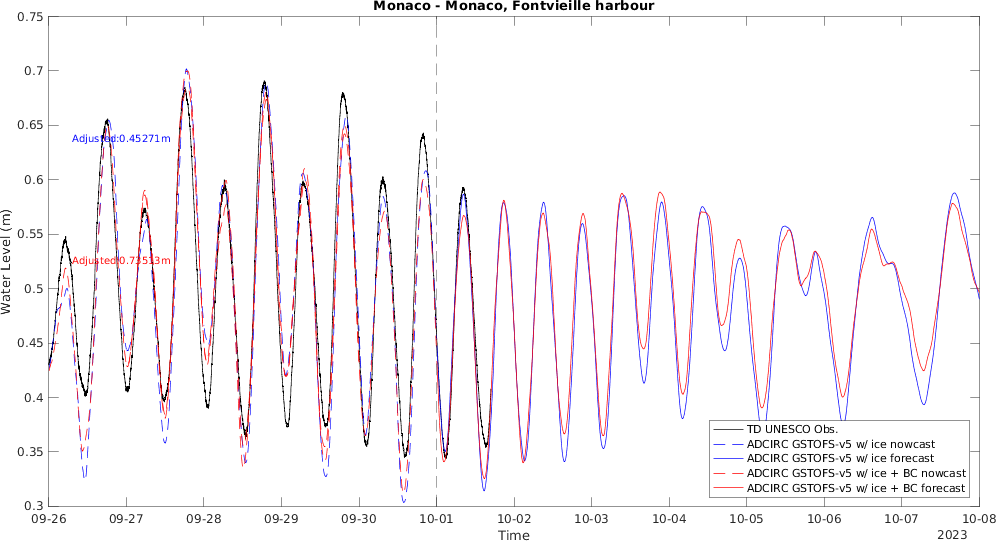 Monaco - Monaco, Fontvieille harbour
Water Level (m)
0.75
0.7
0.65
0.6
0.55
0.5
0.45
0.4
0.35
0.3
Adjusted:0.45271m
Adjusted:0.73513m
TD UNESCO Obs.
ADCIRC GSTOFS-v5 w/ ice nowcast
ADCIRC GSTOFS-v5 w/ ice forecast
ADCIRC GSTOFS-v5 w/ ice + BC nowcast
ADCIRC GSTOFS-v5 w/ ice + BC forecast
09-26 09-27 09-28 09-29 09-30 10-01 10-02 10-03 10-04 10-05 10-06 10-07 10-08
Time
2023